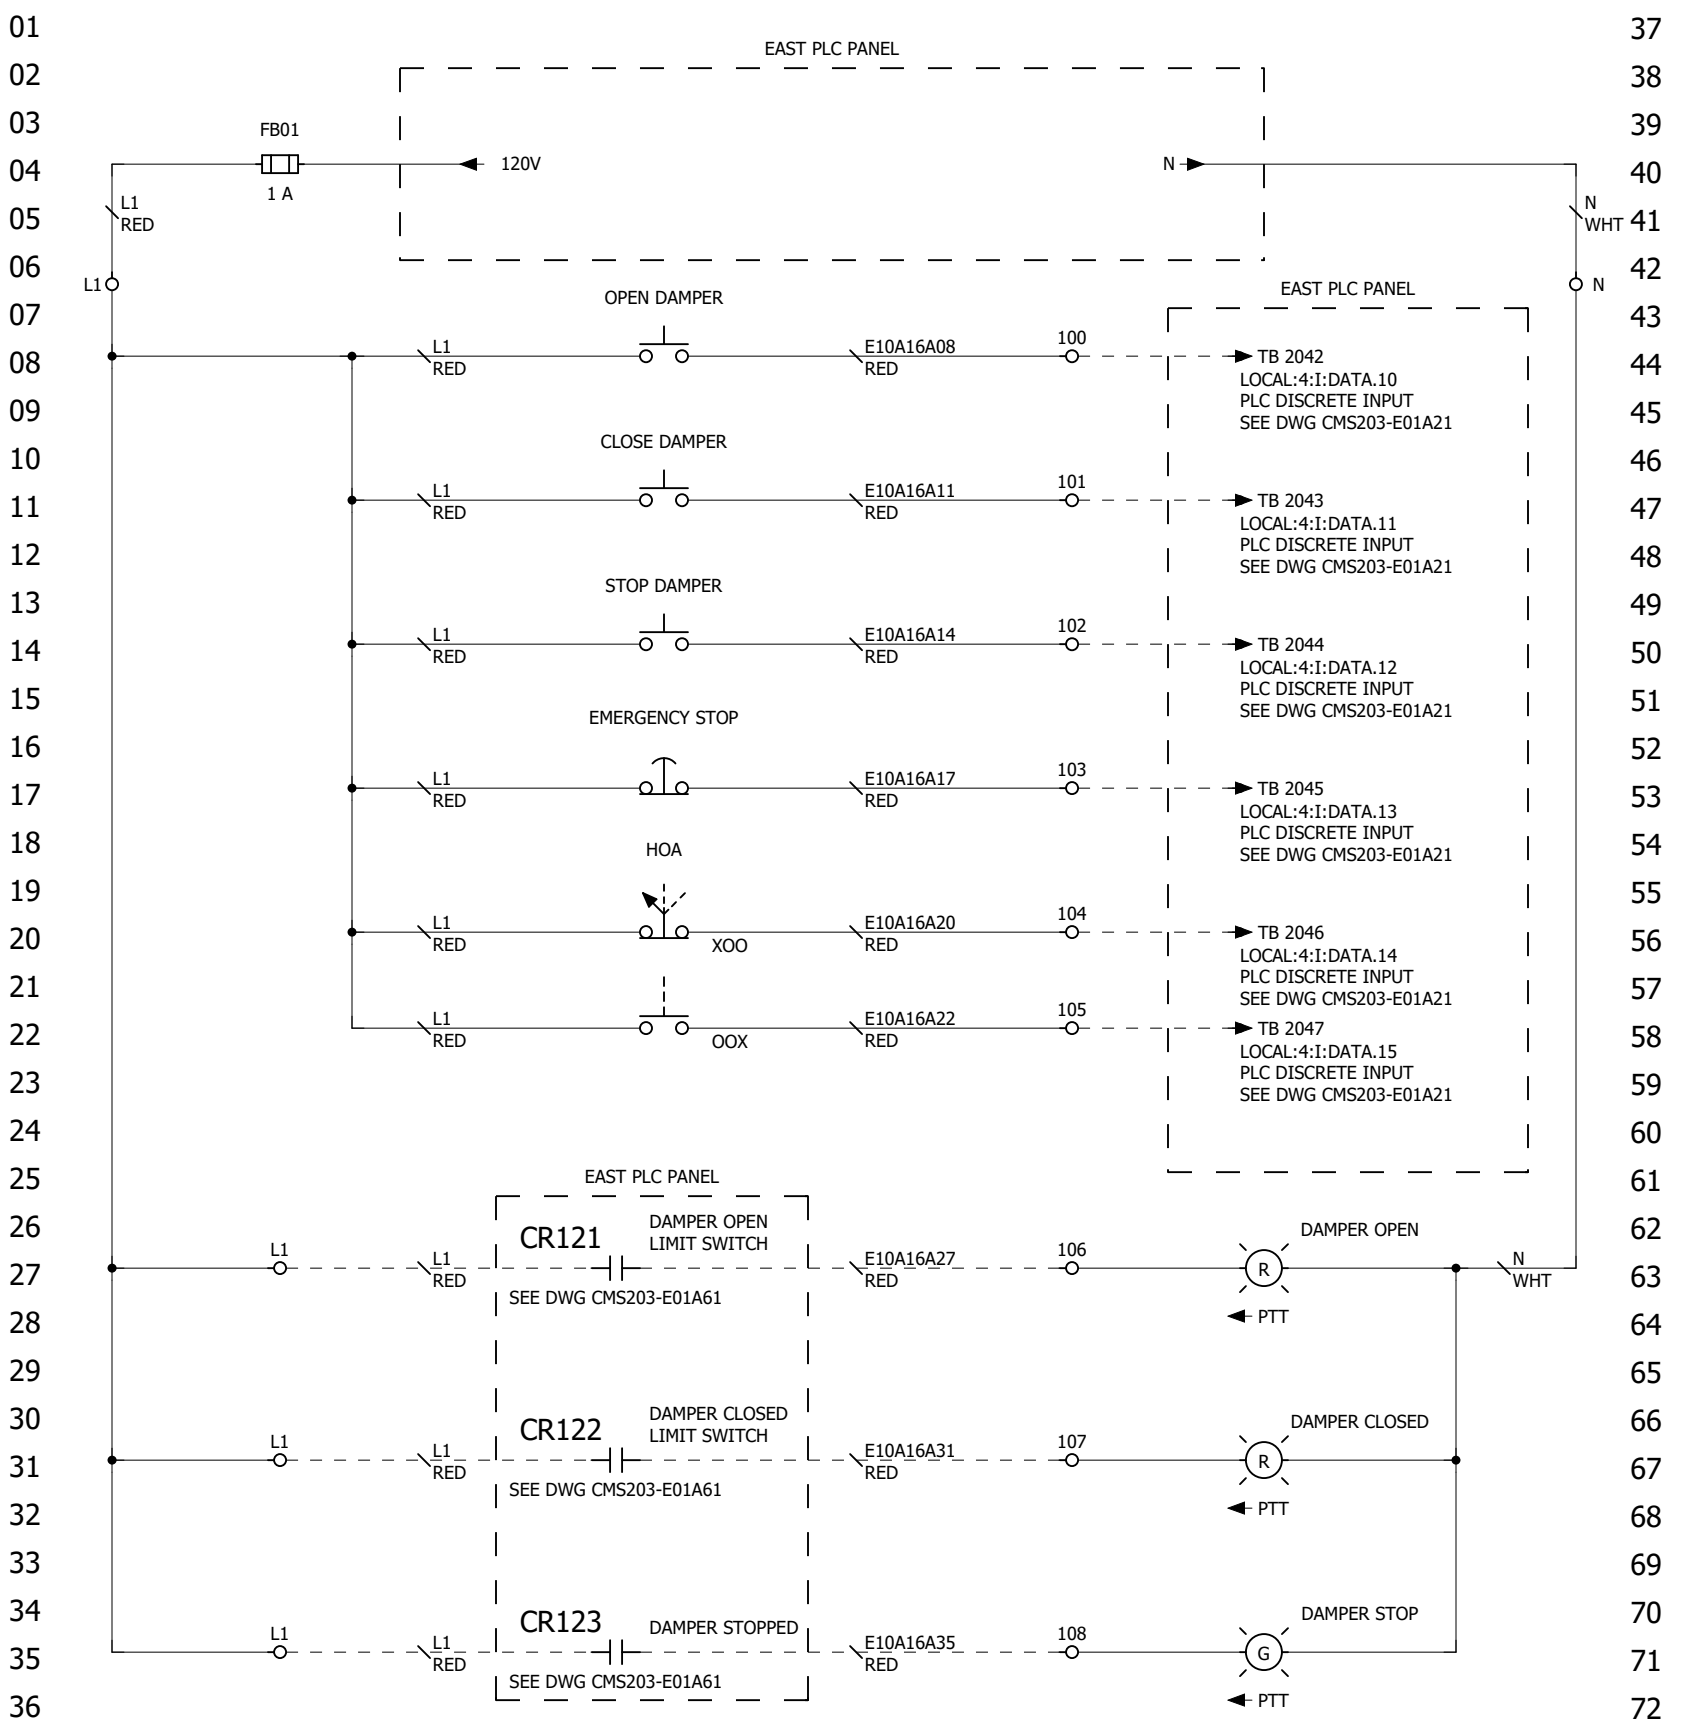 01 37
EAST PLC PANEL
02 38
03 39
FB01
04 120V N 40
1 A
L1 N
RED WHT
05 41
06 42
L1 N
EAST PLC PANEL
OPEN DAMPER
07 43
L1 E10A16A08 100
RED RED
TB 2042
08 44
LOCAL:4:I:DATA.10
PLC DISCRETE INPUT
09 45
SEE DWG CMS203-E01A21
CLOSE DAMPER
10 46
L1 E10A16A11 101
RED RED
TB 2043
11 47
LOCAL:4:I:DATA.11
PLC DISCRETE INPUT
12 48
SEE DWG CMS203-E01A21
STOP DAMPER
13 49
L1 E10A16A14 102
RED RED
TB 2044
14 50
LOCAL:4:I:DATA.12
PLC DISCRETE INPUT
15 51
SEE DWG CMS203-E01A21
EMERGENCY STOP
16 52
L1 E10A16A17 103
RED RED
TB 2045
17 53
LOCAL:4:I:DATA.13
PLC DISCRETE INPUT
18 54
SEE DWG CMS203-E01A21
HOA
19 55
L1 E10A16A20 104
RED XOO RED
TB 2046
20 56
LOCAL:4:I:DATA.14
PLC DISCRETE INPUT
21 57
SEE DWG CMS203-E01A21
L1 E10A16A22 105
RED OOX RED
TB 2047
22 58
LOCAL:4:I:DATA.15
PLC DISCRETE INPUT
23 59
SEE DWG CMS203-E01A21
24 60
25 61
EAST PLC PANEL
26 62
CR121
DAMPER OPEN
LIMIT SWITCH
DAMPER OPEN
L1 L1 E10A16A27 106 R N
RED RED WHT
27 63
SEE DWG CMS203-E01A61
PTT
28 64
29 65
30 66
CR122
DAMPER CLOSED
LIMIT SWITCH
DAMPER CLOSED
L1 L1 E10A16A31 107 R
RED RED
31 67
SEE DWG CMS203-E01A61
PTT
32 68
33 69
34 70
CR123
DAMPER STOPPED
DAMPER STOP
L1 L1 E10A16A35 108 G
RED RED
35 71
SEE DWG CMS203-E01A61
PTT
36 72